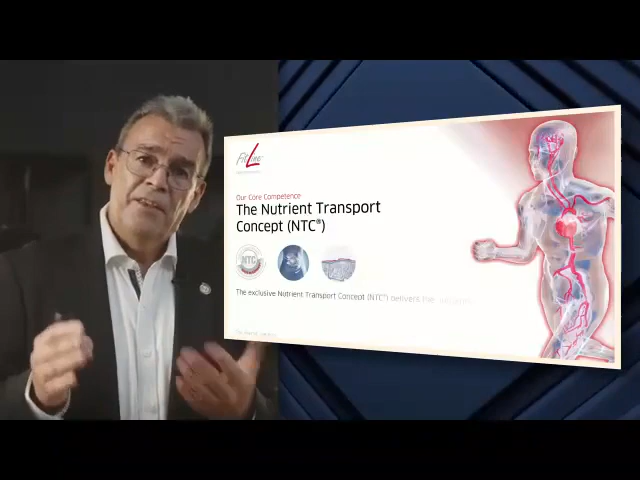 FitLine
Our Core Competence
The Nutrient Transport
Concept (NTC®)
NTC
The exclusive Nutrient Transport Concept (NTC®) delivers the